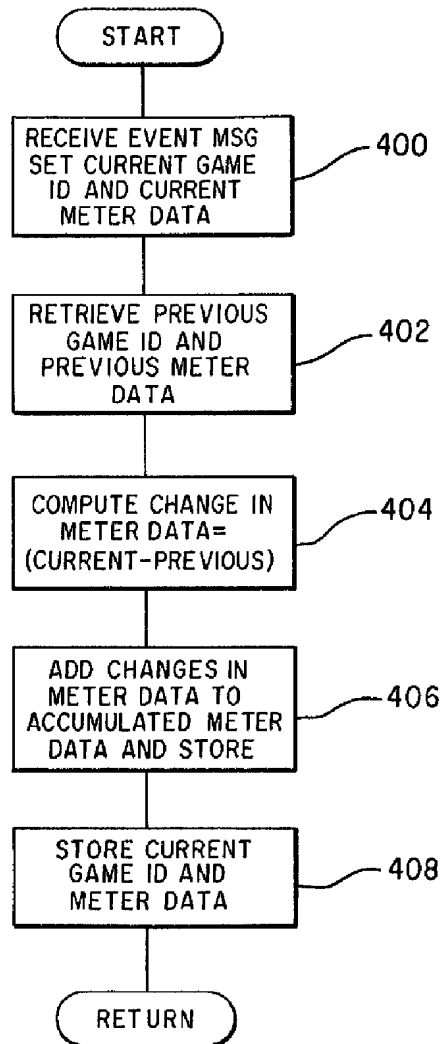 START
RECEIVE EVENT MSG
SET CURRENT GAME
ID AND CURRENT
METER DATA
400
RETRIEVE PREVIOUS
GAME ID AND
PREVIOUS METER
DATA
402
COMPUTE CHANGE IN
METER DATA=
(CURRENT-PREVIOUS)
404
ADD CHANGES IN
METER DATA TO
ACCUMULATED METER
DATA AND STORE
406
STORE CURRENT
GAME ID AND
METER DATA
408
RETURN